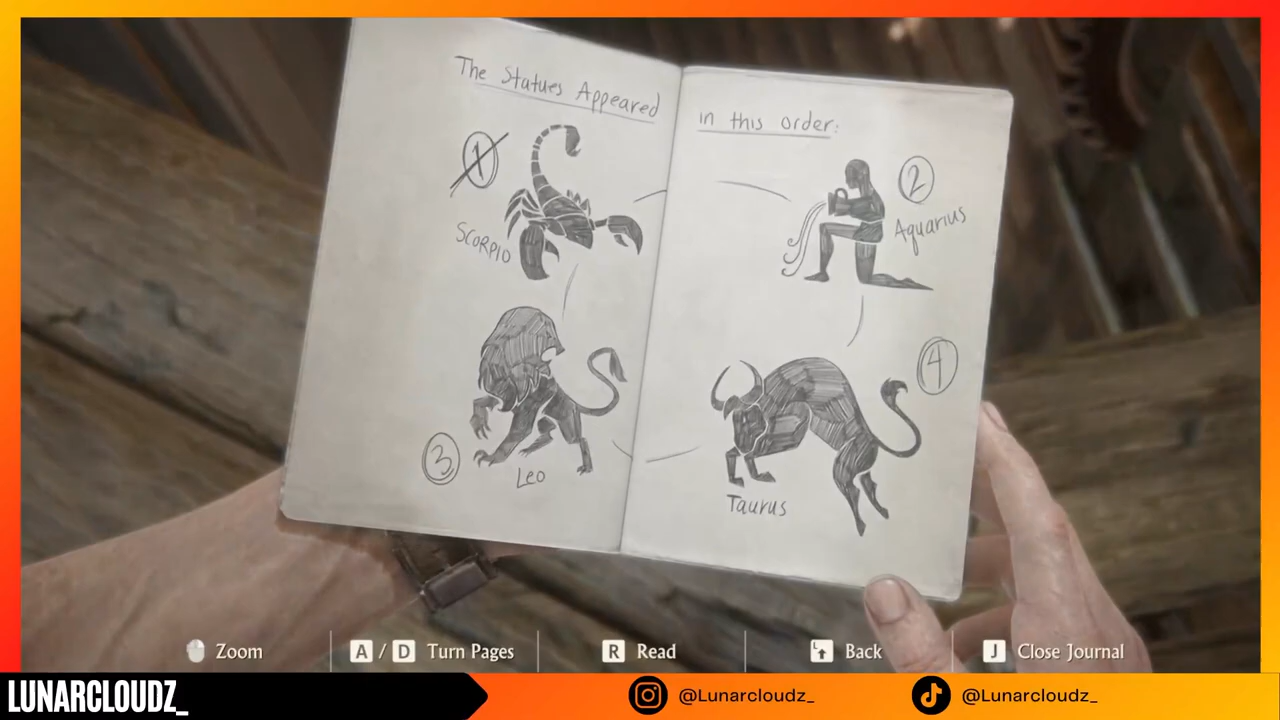 The Statues Appeared
in this order:
1
Scorpio
2
Aquarius
3
Leo
4
Taurus
Zoom
A / D Turn Pages
R Read
L Back
J Close Journal
LUNARCLOUDZ_
@Lunarcloudz_
@Lunarcloudz_